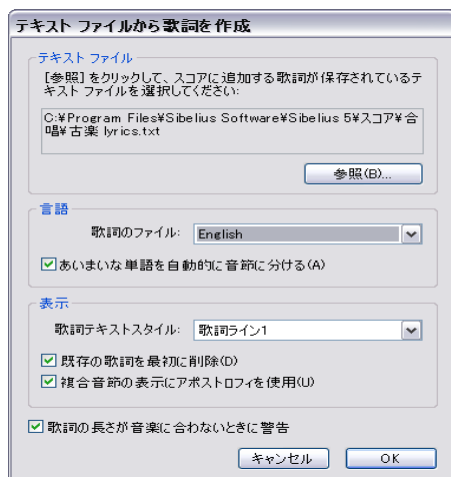 テキスト ファイルから歌詞を作成
テキスト ファイル
[参照] をクリックして、スコアに追加する歌詞が保存されているテ
キスト ファイルを選択してください:
C:¥Program Files¥Sibelius Software¥Sibelius 5¥スコア¥合
唱¥古楽 lyrics.txt
参照(B)...
言語
歌詞のファイル: English
あいまいな単語を自動的に音節に分ける(A)
表示
歌詞テキストスタイル: 歌詞ライン1
既存の歌詞を最初に削除(D)
複合音節の表示にアポストロフィを使用(U)
歌詞の長さが音楽に合わないときに警告
キャンセル OK